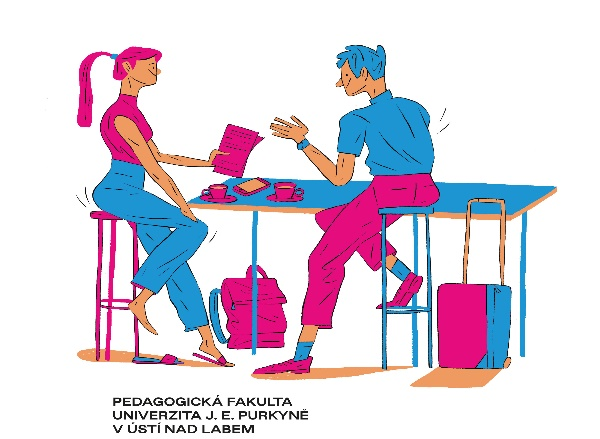 PEDAGOGICKÁ FAKULTA
UNIVERZITA J. E. PURKYNĚ
V ÚSTÍ NAD LABEM